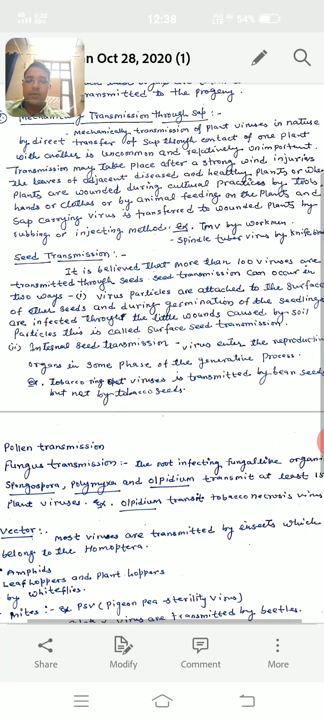 12:38
54%
n Oct 28, 2020 (1)
transmitted to the progeny.
Mechanically Transmission through Sap :-
Mechanically transmission of Plant viruses in nature
by direct transfer of Sap through contact of one Plant
with another is uncommon and relatively unimportant.
Transmission may take place after a strong wind injuries
the leaves of adjacent diseased and healthy Plants or
Plants are wounded during cultural practices by tools
hands or clothes or by animal feeding on the Plants and
Sap carrying virus is transferred to wounded Plants by
rubbing or injecting method. ex. TMV by workman.
- Spindle tuber virus by Knife
Seed Transmission :-
It is believed that more than 100 viruses are
transmitted through seeds. Seed transmission can occur in
two ways - (i) Virus Particles are attached to the Surface
of seeds and during germination of the seedlings
are infected through the little wounds caused by soil
Particles this is called Surface seed transmission.
(ii) Internal Seed transmission - virus enter the reproductiv
organs in some Phase of the generative Process.
Ex. Tobacco ring spot viruses is transmitted by bean seeds
but not by tobacco seeds.
Pollen transmission
Fungus transmission :- the root infecting fungal like organi
Spongospora, Polymyxa and Olpidium transmit at least 15
Plant viruses. Ex. Olpidium transit tobacco necrosis virus
Vector :- Most viruses are transmitted by insects which
belong to the Homoptera.
Amphids
Leaf hoppers and Plant hoppers
by whiteflies.
Mites :- ex PSV (Pigeon Pea sterility virus)
virus are transmitted by beetles.
Share
Modify
Comment
More